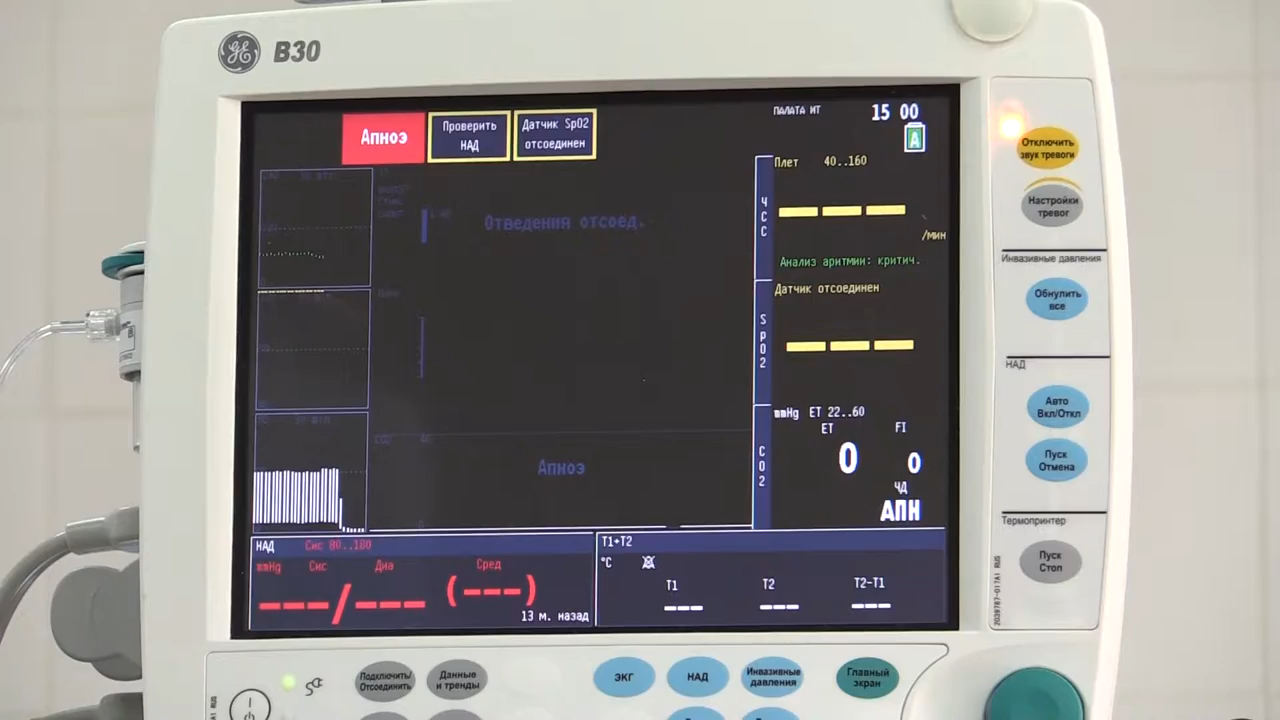 GE B30
ПАЛАТА ИТ
15 00
Апноэ
Проверить
НАД
Датчик SpO2
отсоединен
A
Отведения отсоед.
Апноэ
ЧСС
Плет 40..160
/мин
Анализ аритмии: критич.
SpO2
Датчик отсоединен
CO2
mmHg ET 22..60
ET
FI
0
0
ЧД
АПН
НАД Сис 80..180
mmHg Сис Диа Сред
---/--- (---)
13 м. назад
T1+T2
°C
T1 T2 T2-T1
--- --- ---
Отключить
звук тревоги
Настройки
тревог
Инвазивные давления
Обнулить
все
НАД
Авто
Вкл/Откл
Пуск
Отмена
Термопринтер
Пуск
Стоп
Подключить/
Отсоединить
Данные
и тренды
ЭКГ
НАД
Инвазивные
давления
Главный
экран